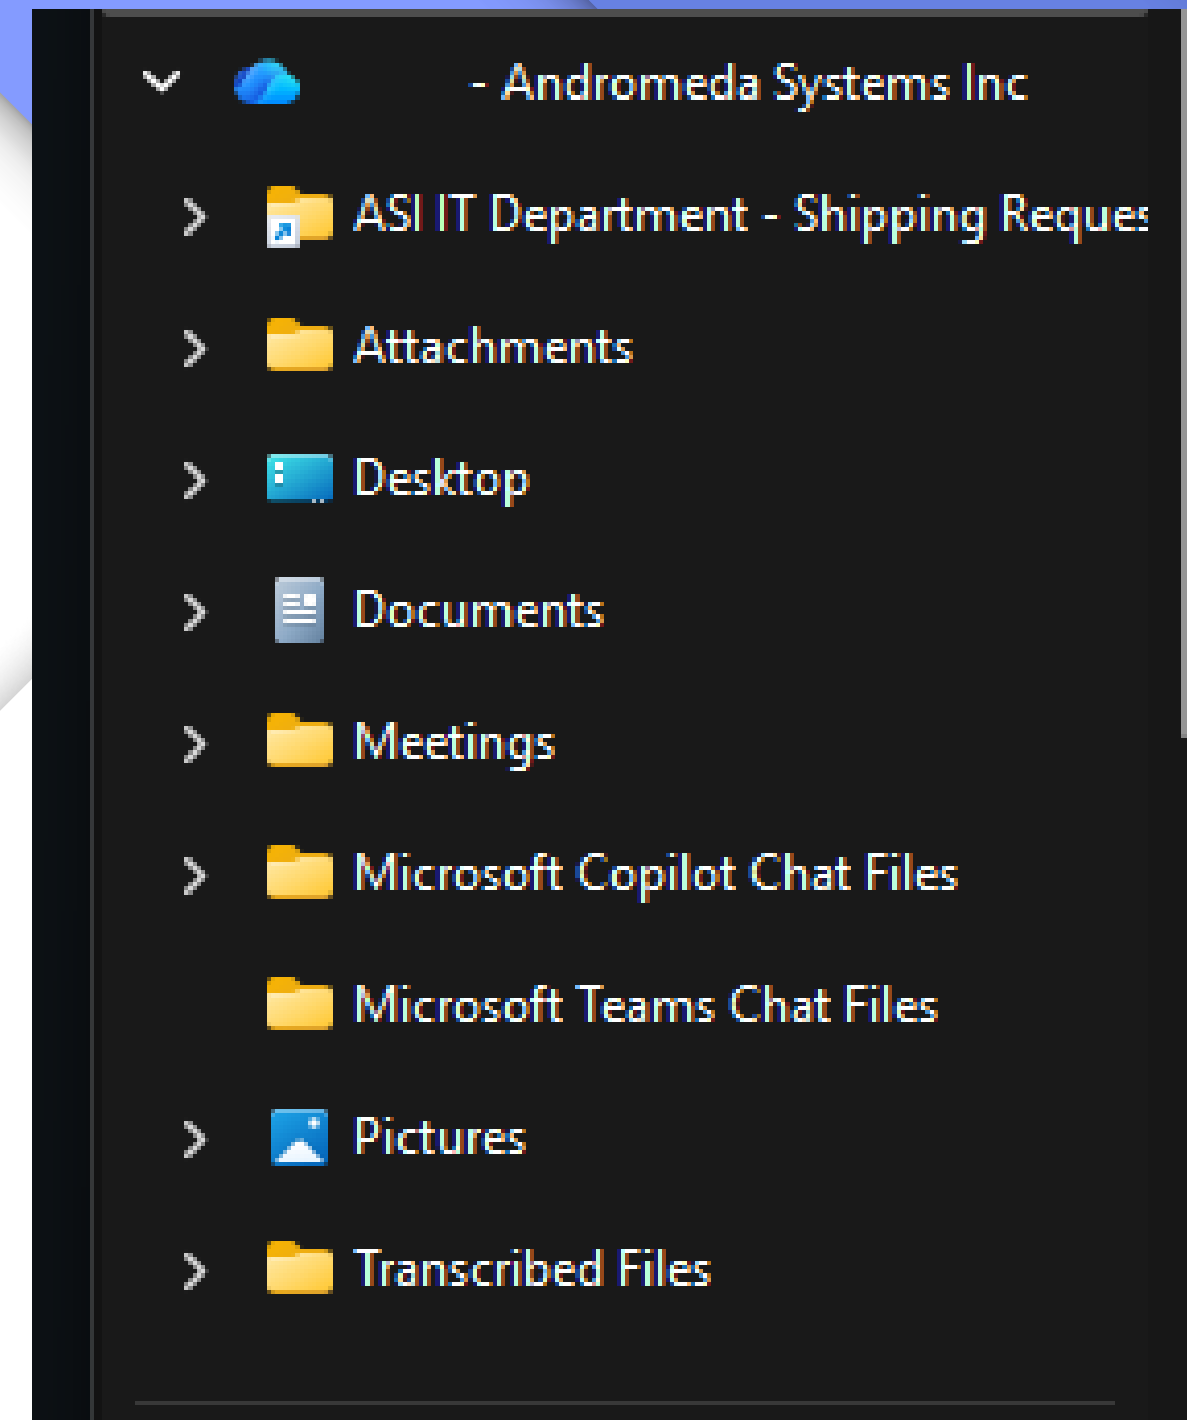 - Andromeda Systems Inc
ASI IT Department - Shipping Reques
Attachments
Desktop
Documents
Meetings
Microsoft Copilot Chat Files
Microsoft Teams Chat Files
Pictures
Transcribed Files